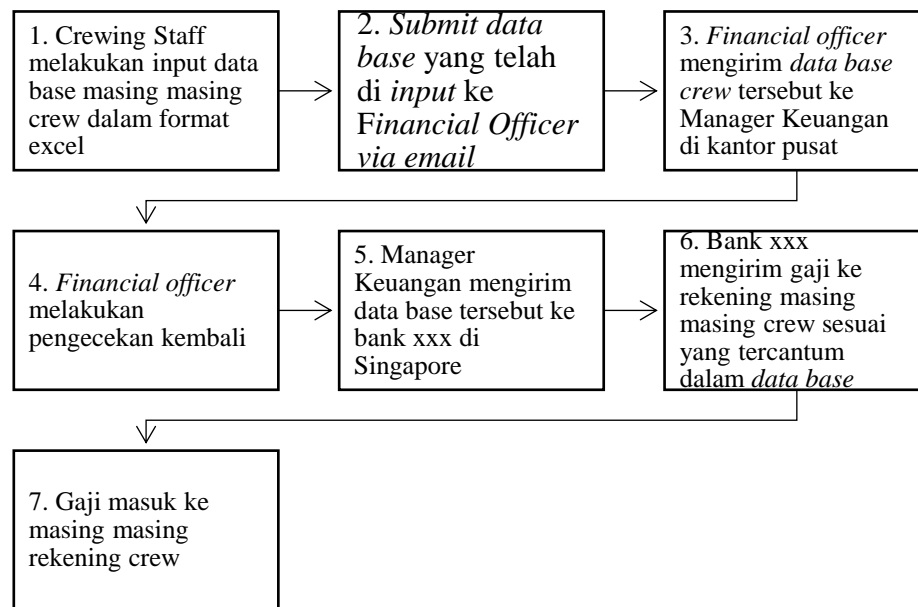 1. Crewing Staff
melakukan input data
base masing masing
crew dalam format
excel
2. Submit data
base yang telah
di input ke
Financial Officer
via email
3. Financial officer
mengirim data base
crew tersebut ke
Manager Keuangan
di kantor pusat
4. Financial officer
melakukan
pengecekan kembali
5. Manager
Keuangan mengirim
data base tersebut ke
bank xxx di
Singapore
6. Bank xxx
mengirim gaji ke
rekening masing
masing crew sesuai
yang tercantum
dalam data base
7. Gaji masuk ke
masing masing
rekening crew